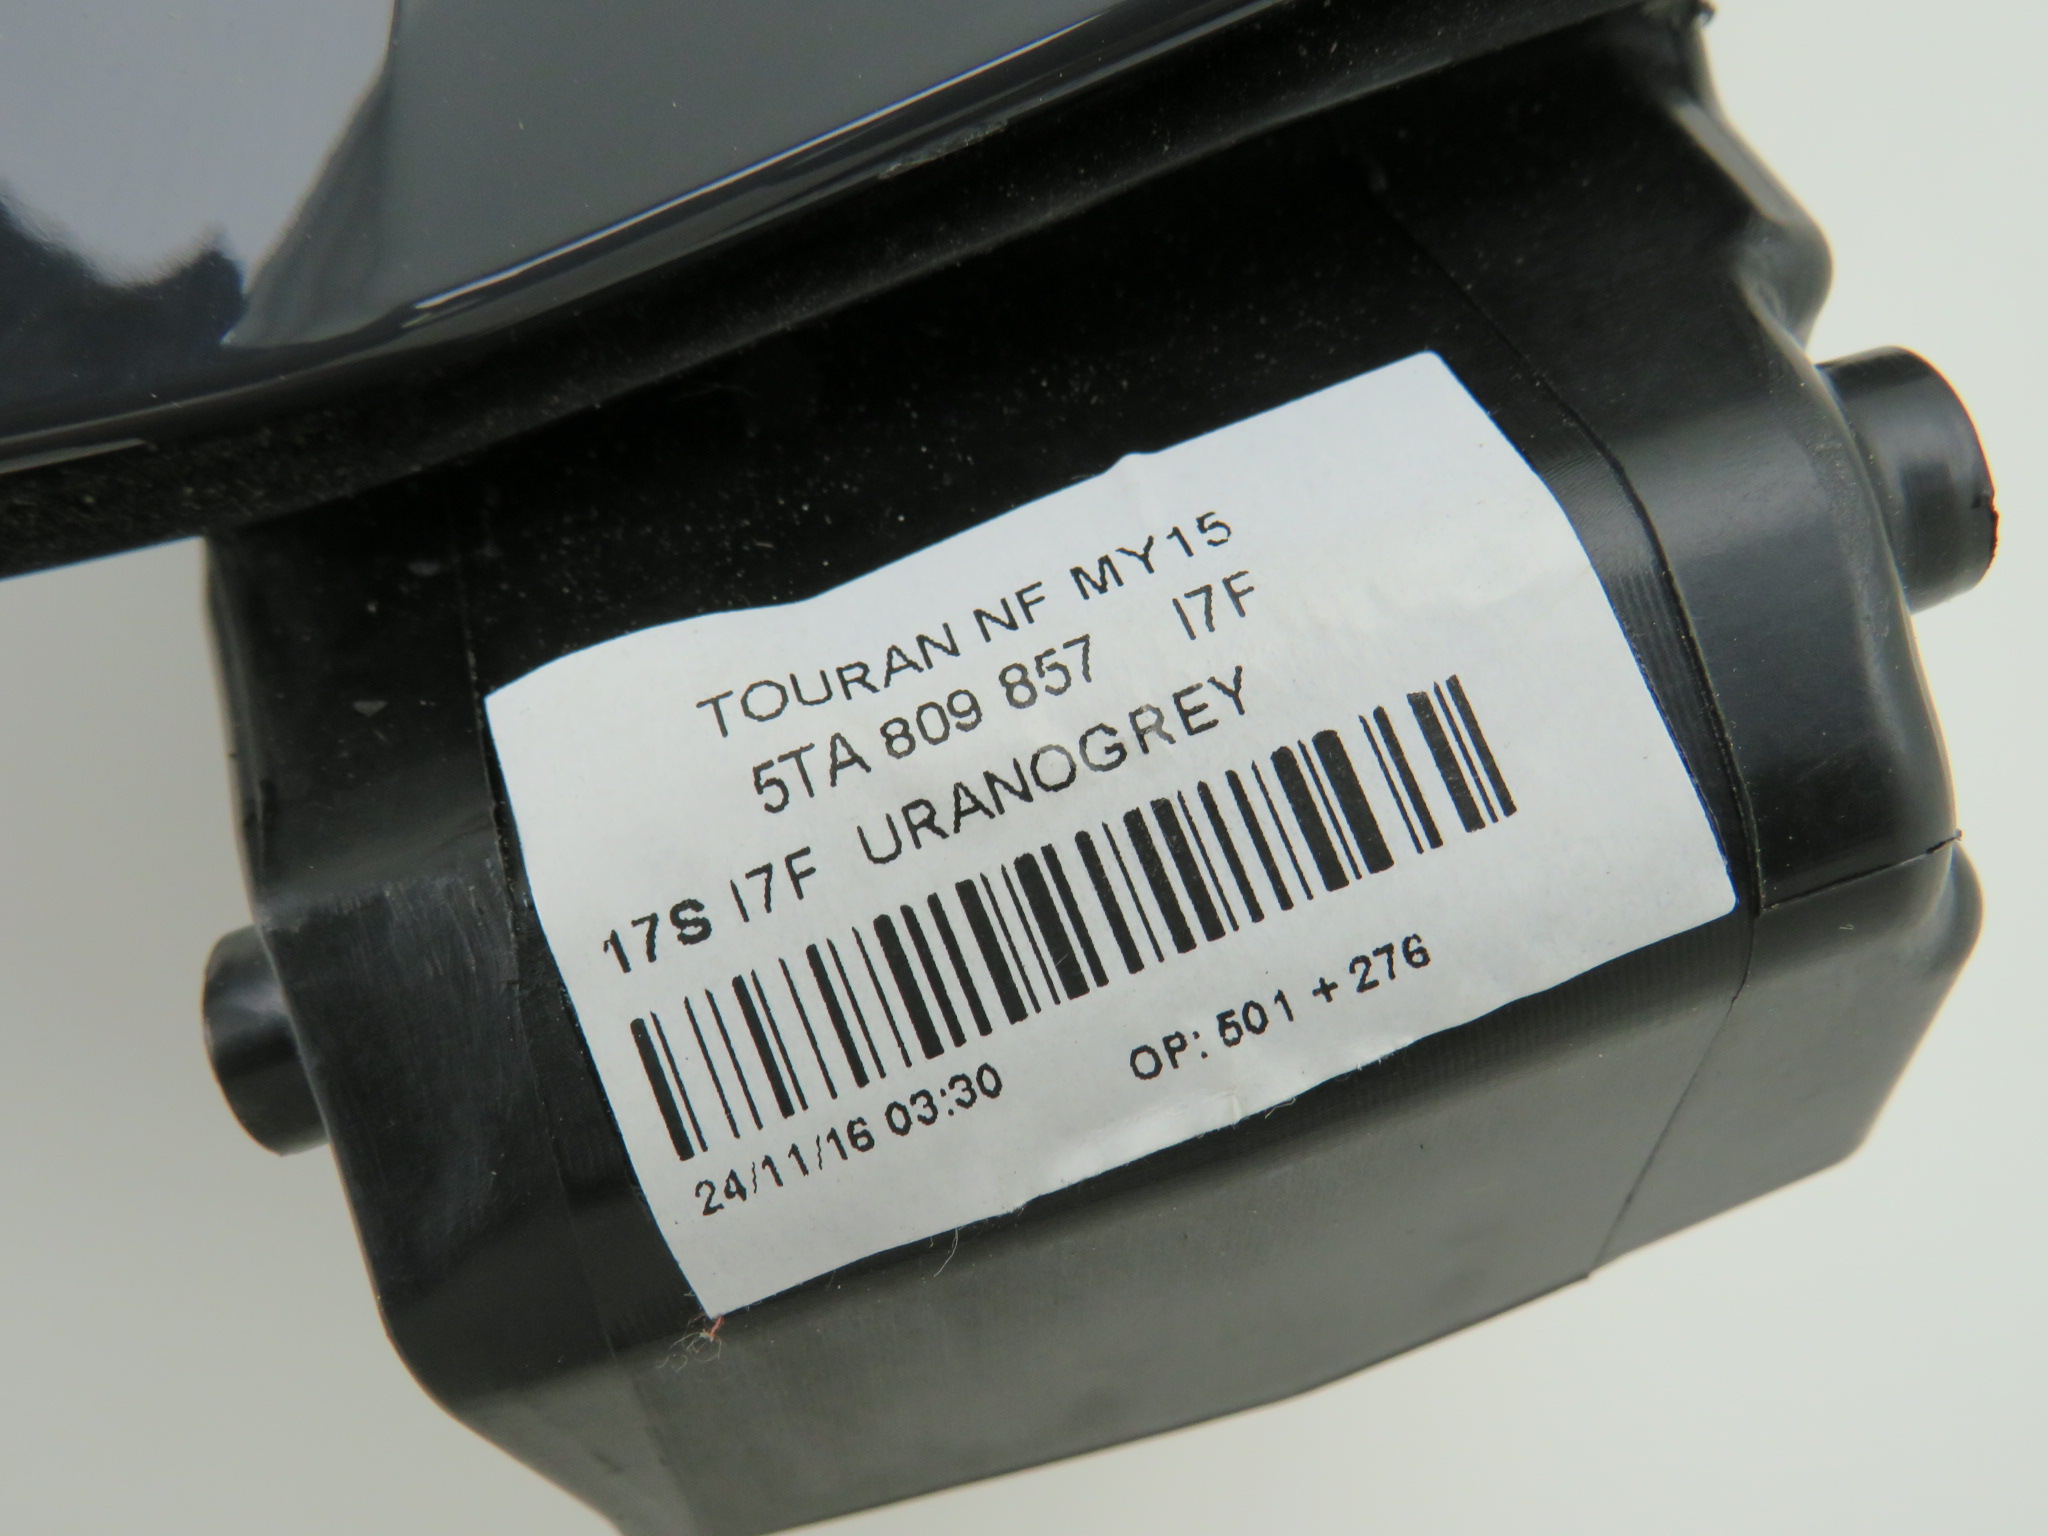 TOURAN NF MY15
5TA 809 857 I7F
17S I7F URANOGREY
24/11/16 03:30 OP: 501 + 276